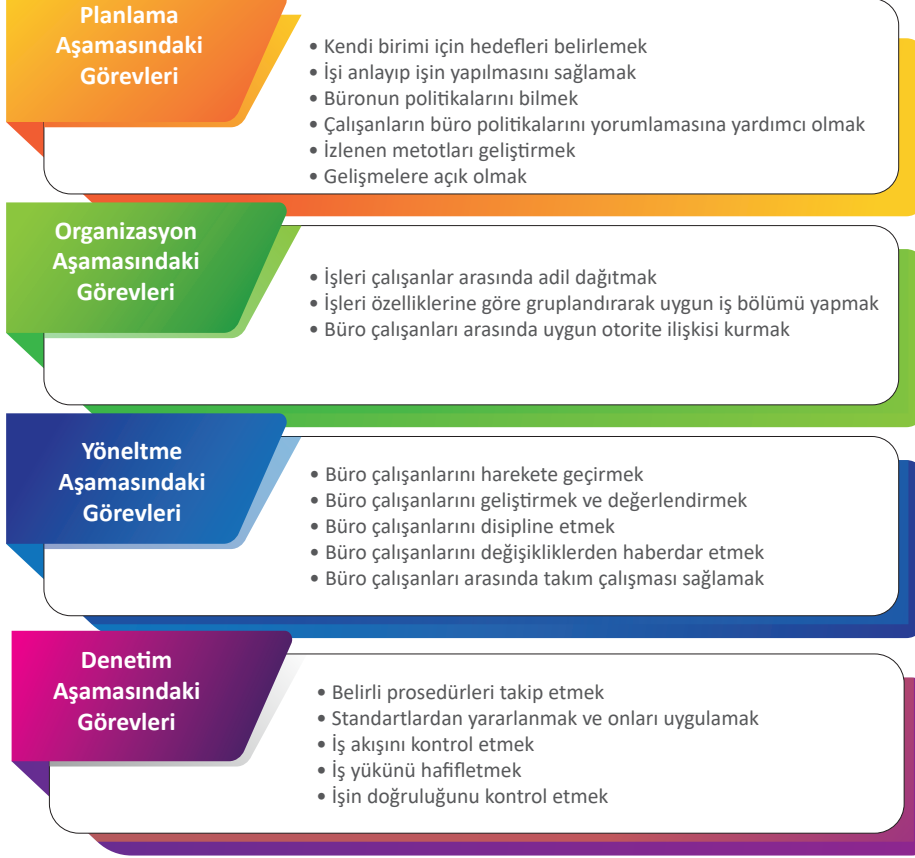 Planlama
Aşamasındaki
Görevleri
• Kendi birimi için hedefleri belirlemek
• İşi anlayıp işin yapılmasını sağlamak
• Büronun politikalarını bilmek
• Çalışanların büro politikalarını yorumlamasına yardımcı olmak
• İzlenen metotları geliştirmek
• Gelişmelere açık olmak
Organizasyon
Aşamasındaki
Görevleri
• İşleri çalışanlar arasında adil dağıtmak
• İşleri özelliklerine göre gruplandırarak uygun iş bölümü yapmak
• Büro çalışanları arasında uygun otorite ilişkisi kurmak
Yöneltme
Aşamasındaki
Görevleri
• Büro çalışanlarını harekete geçirmek
• Büro çalışanlarını geliştirmek ve değerlendirmek
• Büro çalışanlarını disipline etmek
• Büro çalışanlarını değişikliklerden haberdar etmek
• Büro çalışanları arasında takım çalışması sağlamak
Denetim
Aşamasındaki
Görevleri
• Belirli prosedürleri takip etmek
• Standartlardan yararlanmak ve onları uygulamak
• İş akışını kontrol etmek
• İş yükünü hafifletmek
• İşin doğruluğunu kontrol etmek